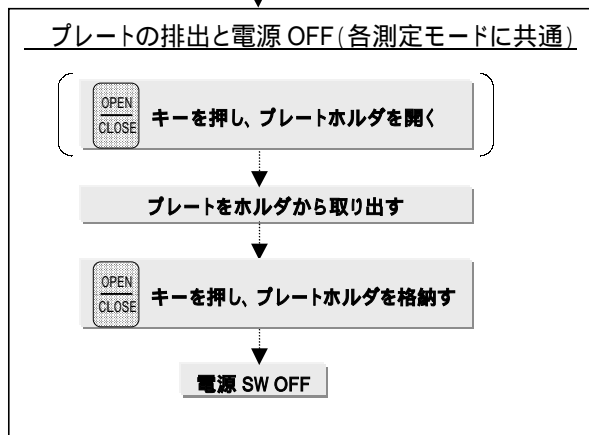 プレートの排出と電源 OFF(各測定モードに共通)
OPEN
CLOSE
キーを押し、プレートホルダを開く
プレートをホルダから取り出す
OPEN
CLOSE
キーを押し、プレートホルダを格納す
電源 SW OFF